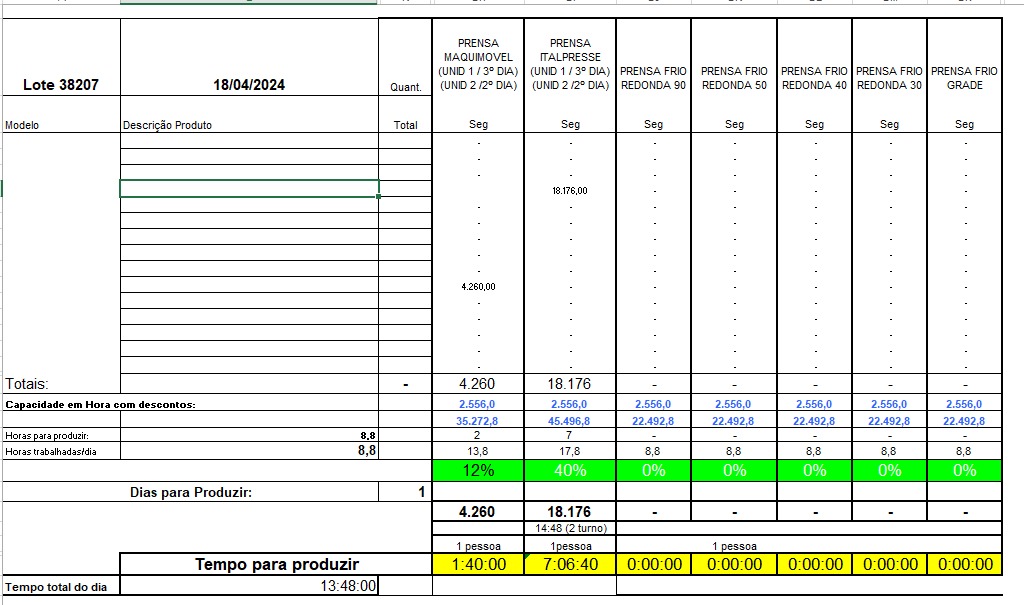 PRENSA MAQUIMOVEL (UNID 1 / 3º DIA) (UNID 2 /2º DIA)
PRENSA ITALPRESSE (UNID 1 / 3º DIA) (UNID 2 /2º DIA)
PRENSA FRIO REDONDA 90
PRENSA FRIO REDONDA 50
PRENSA FRIO REDONDA 40
PRENSA FRIO REDONDA 30
PRENSA FRIO GRADE
Lote 38207 18/04/2024 Quant.
Modelo Descrição Produto Total Seg Seg Seg Seg Seg Seg Seg
- - - - - - -
- - - - - - -
- - - - - - -
- 18.176,00 - - - - -
- - - - - - -
- - - - - - -
- - - - - - -
- - - - - - -
- - - - - - -
4.260,00 - - - - - -
- - - - - - -
- - - - - - -
- - - - - - -
- - - - - - -
- - - - - - -
Totais: - 4.260 18.176 - - - - -
Capacidade em Hora com descontos: 2.556,0 2.556,0 2.556,0 2.556,0 2.556,0 2.556,0 2.556,0
35.272,8 45.496,8 22.492,8 22.492,8 22.492,8 22.492,8 22.492,8
Horas para produzir: 8,8 2 7 - - - - -
Horas trabalhadas/dia 8,8 13,8 17,8 8,8 8,8 8,8 8,8 8,8
12% 40% 0% 0% 0% 0% 0%
Dias para Produzir: 1
4.260 18.176 - - - - -
14:48 (2 turno)
1 pessoa 1pessoa 1 pessoa
Tempo para produzir 1:40:00 7:06:40 0:00:00 0:00:00 0:00:00 0:00:00 0:00:00
Tempo total do dia 13:48:00